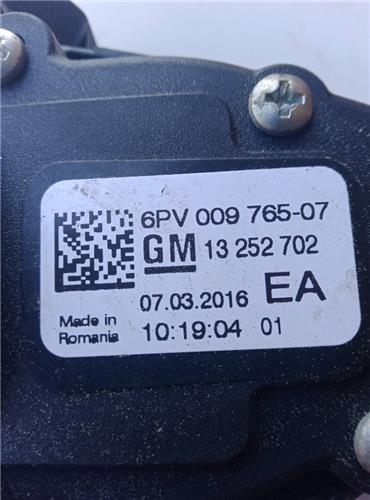 6PV 009 765-07
GM 13 252 702
07.03.2016 EA
Made in
Romania
10:19:04 01